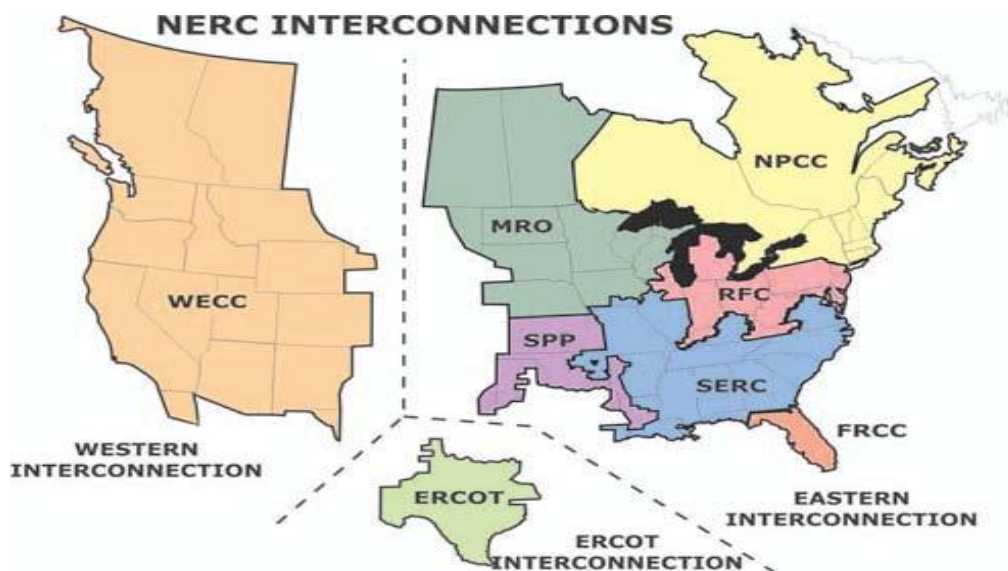 NERC INTERCONNECTIONS
NPCC
MRO
WECC
RFC
SPP
SERC
FRCC
WESTERN
INTERCONNECTION
ERCOT
EASTERN
INTERCONNECTION
ERCOT
INTERCONNECTION